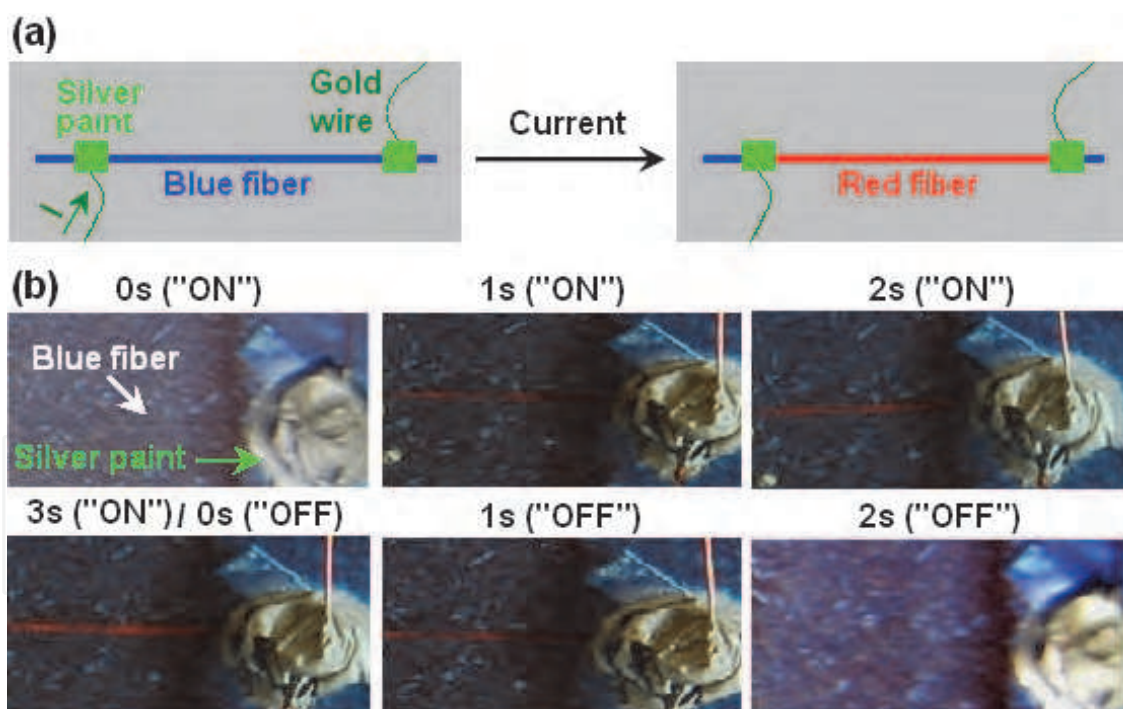 (a)
Silver
paint
Gold
wire
Blue fiber
I
Current
Red fiber
(b)
0s ("ON")
1s ("ON")
2s ("ON")
Blue fiber
Silver paint
3s ("ON") / 0s ("OFF)
1s ("OFF")
2s ("OFF")